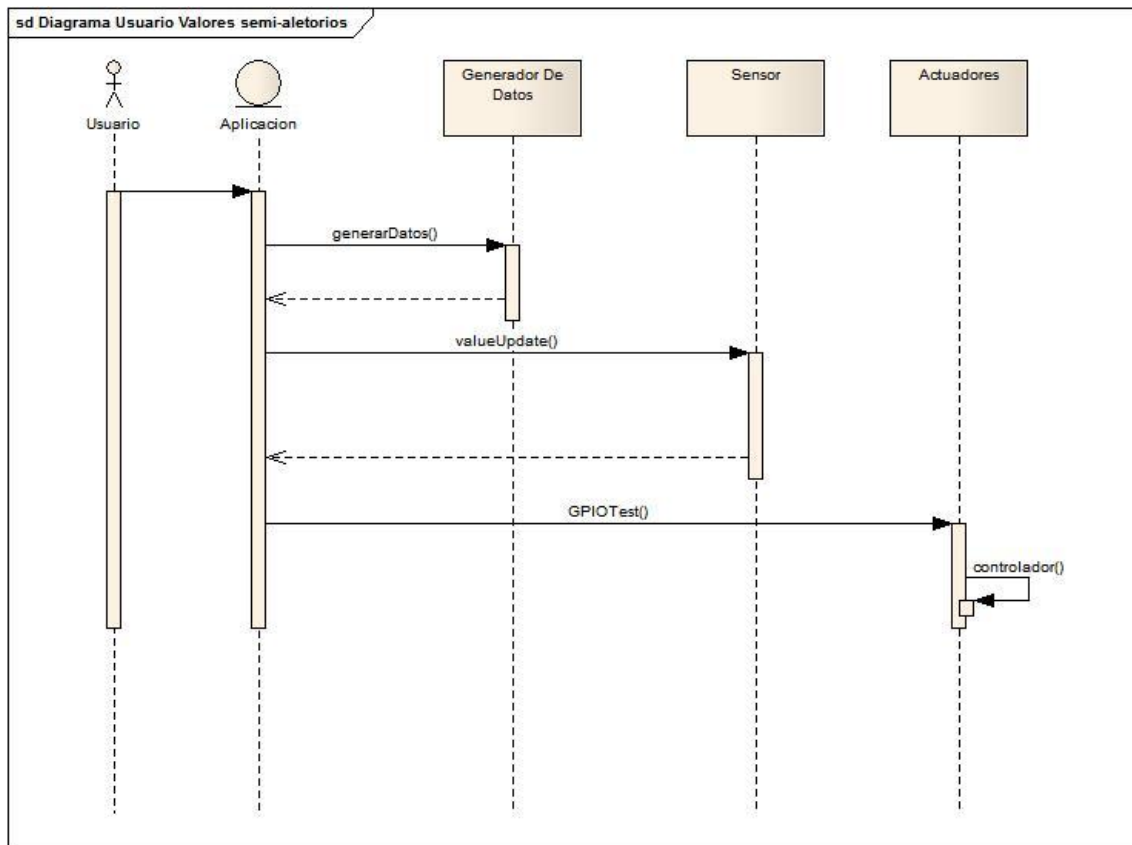 sd Diagrama Usuario Valores semi-aletorios
Usuario
Aplicacion
Generador De
Datos
Sensor
Actuadores
generarDatos()
valueUpdate()
GPIOTest()
controlador()